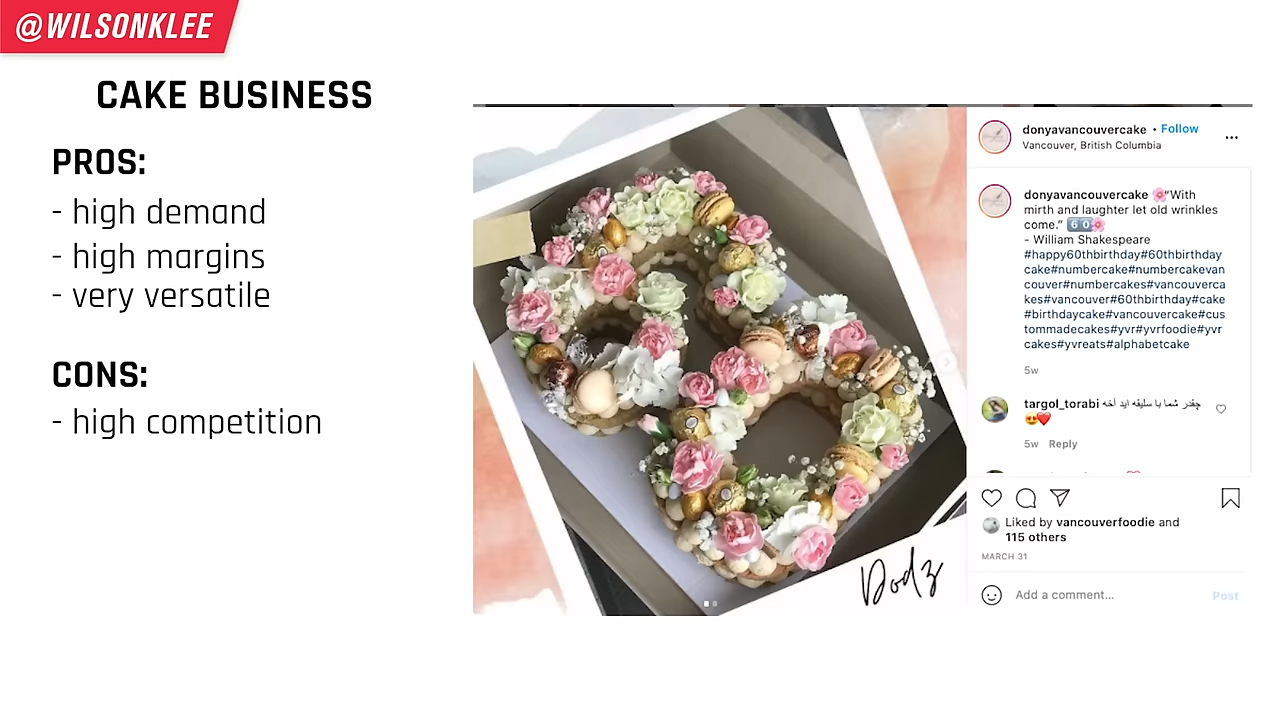 @WILSONKLEE
CAKE BUSINESS
PROS:
- high demand
- high margins
- very versatile
CONS:
- high competition
Dodz
donyavancouvercake • Follow
Vancouver, British Columbia
donyavancouvercake 🌸"With
mirth and laughter let old wrinkles
come." 6 0🌸
- William Shakespeare
#happy60thbirthday#60thbirthday
cake#numbercake#numbercakevan
couver#numbercakes#vancouverca
kes#vancouver#60thbirthday#cake
#birthdaycake#vancouvercake#cus
tommadecakes#yvr#yvrfoodie#yvr
cakes#yvreats#alphabetcake
5w
targol_torabi چقدر شما با سلیقه اید آخه
😍❤️
5w Reply
Liked by vancouverfoodie and
115 others
MARCH 31
Add a comment...
Post